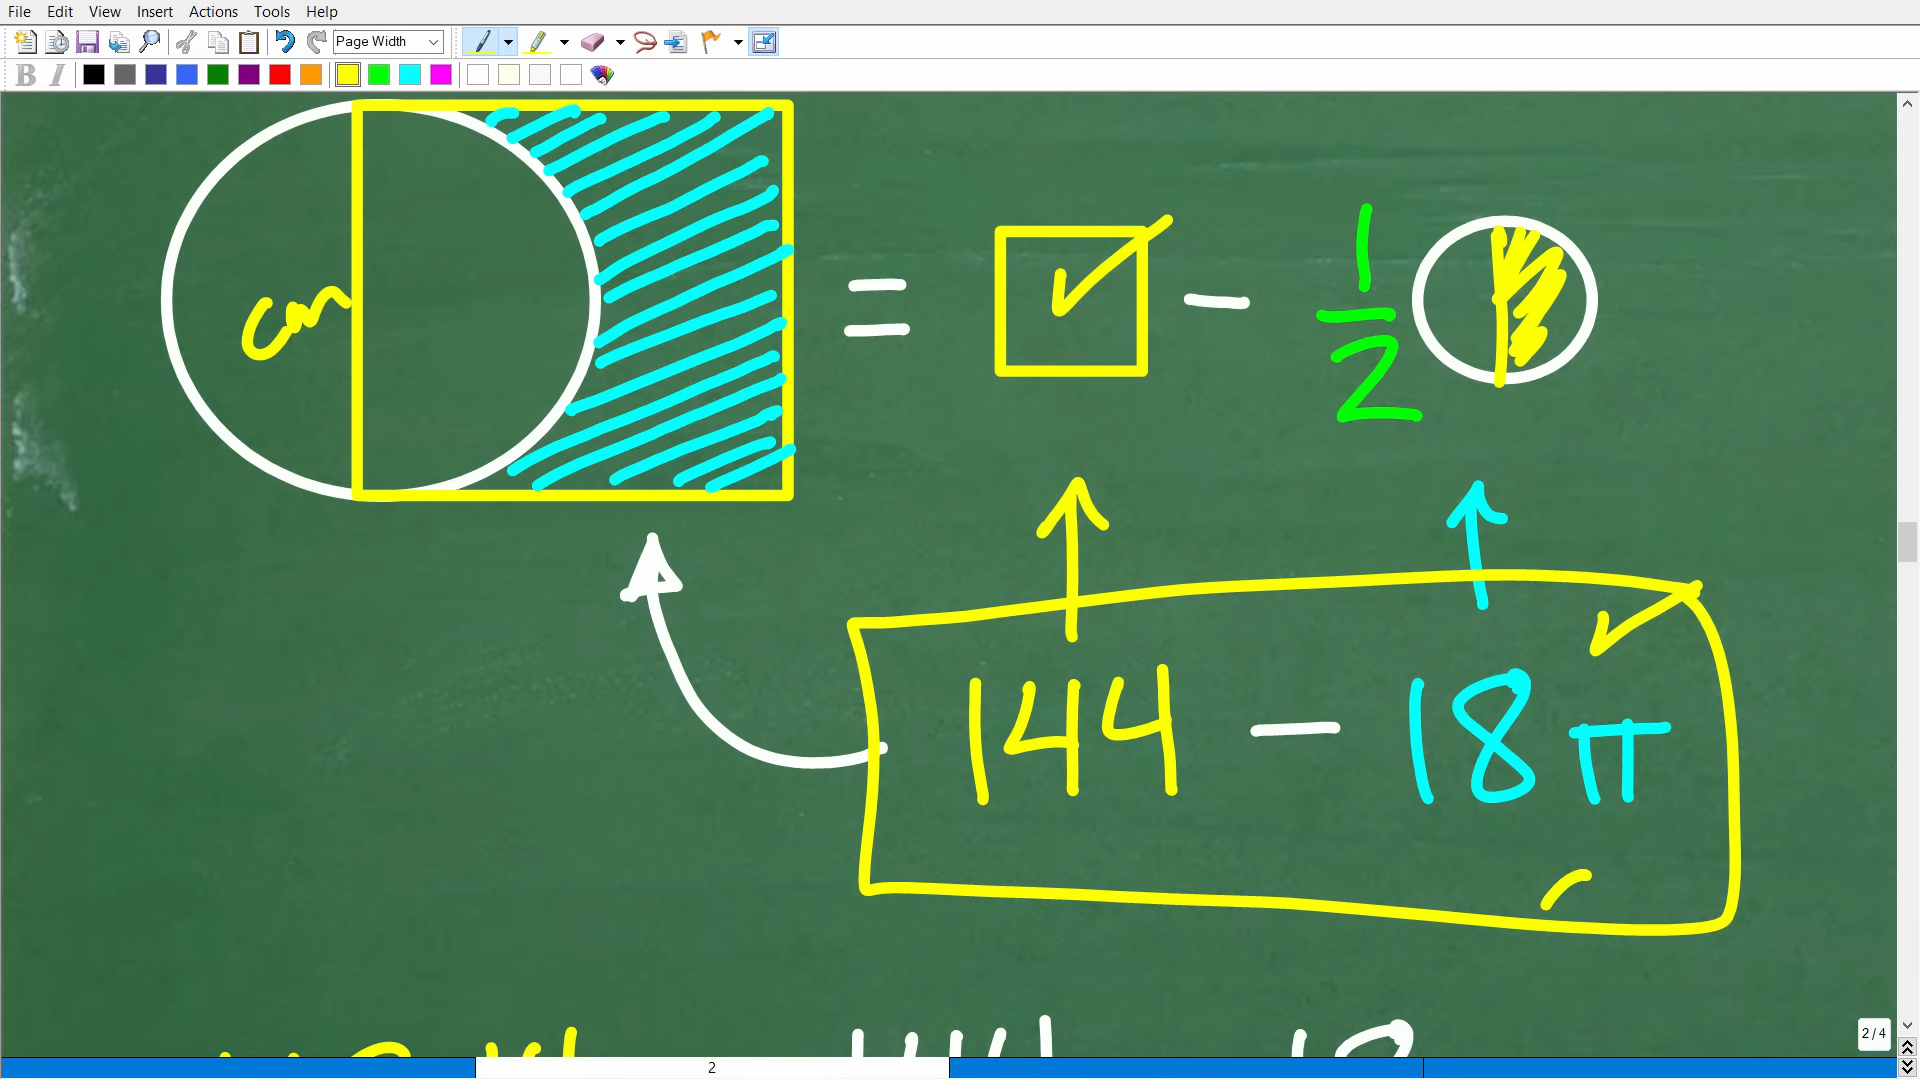 File Edit View Insert Actions Tools Help
Page Width
B I
cm
= - 1/2
144 - 18π
2 / 4
2